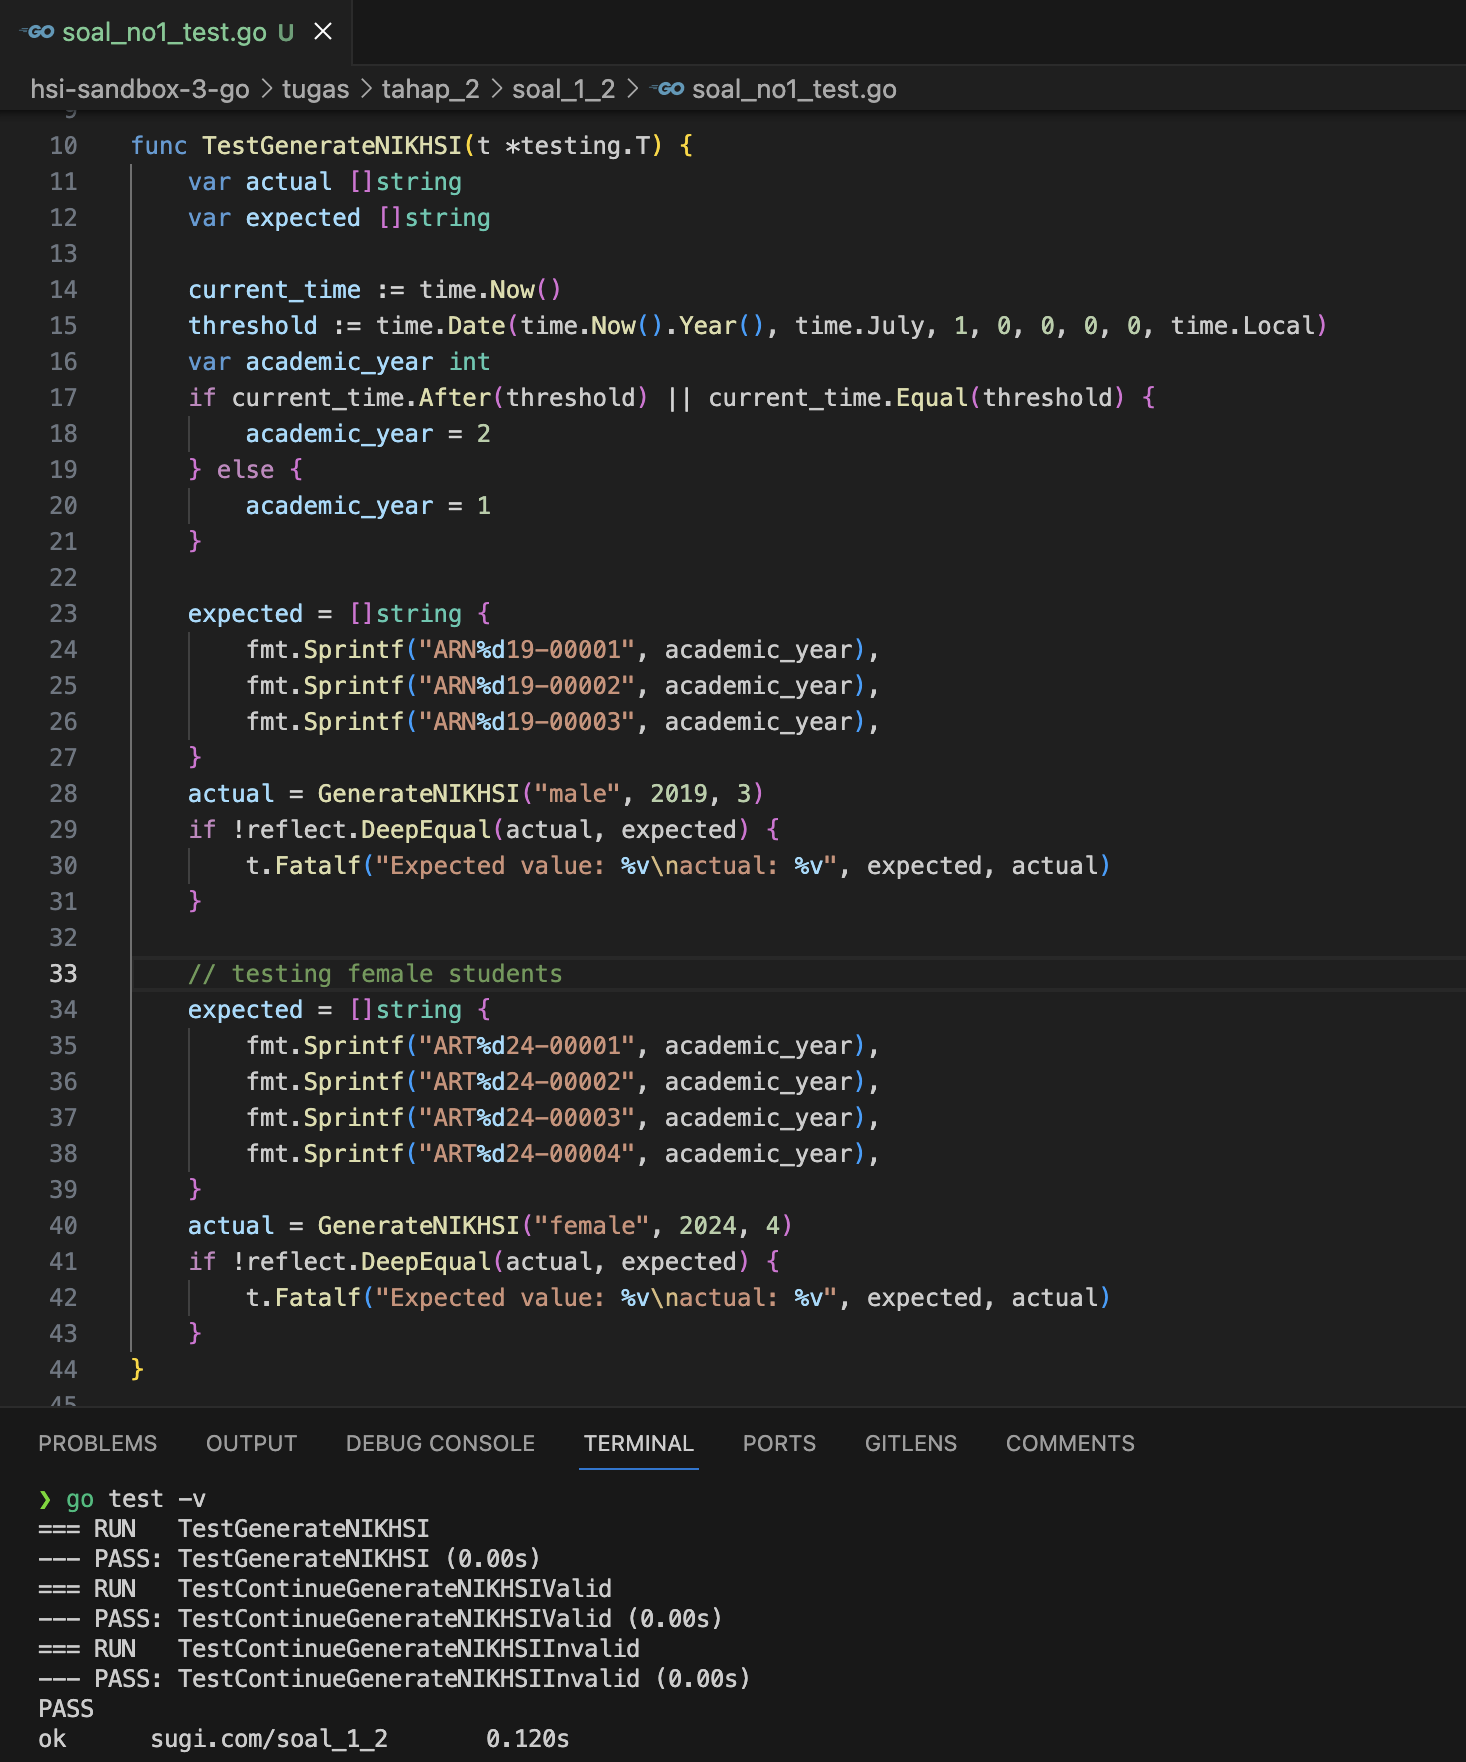 GO soal_no1_test.go U ×
hsi-sandbox-3-go > tugas > tahap_2 > soal_1_2 > GO soal_no1_test.go
9
10 func TestGenerateNIKHSI(t *testing.T) {
11     var actual []string
12     var expected []string
13
14     current_time := time.Now()
15     threshold := time.Date(time.Now().Year(), time.July, 1, 0, 0, 0, 0, time.Local)
16     var academic_year int
17     if current_time.After(threshold) || current_time.Equal(threshold) {
18         academic_year = 2
19     } else {
20         academic_year = 1
21     }
22
23     expected = []string {
24         fmt.Sprintf("ARN%d19-00001", academic_year),
25         fmt.Sprintf("ARN%d19-00002", academic_year),
26         fmt.Sprintf("ARN%d19-00003", academic_year),
27     }
28     actual = GenerateNIKHSI("male", 2019, 3)
29     if !reflect.DeepEqual(actual, expected) {
30         t.Fatalf("Expected value: %v\nactual: %v", expected, actual)
31     }
32
33     // testing female students
34     expected = []string {
35         fmt.Sprintf("ART%d24-00001", academic_year),
36         fmt.Sprintf("ART%d24-00002", academic_year),
37         fmt.Sprintf("ART%d24-00003", academic_year),
38         fmt.Sprintf("ART%d24-00004", academic_year),
39     }
40     actual = GenerateNIKHSI("female", 2024, 4)
41     if !reflect.DeepEqual(actual, expected) {
42         t.Fatalf("Expected value: %v\nactual: %v", expected, actual)
43     }
44 }
45
PROBLEMS OUTPUT DEBUG CONSOLE TERMINAL PORTS GITLENS COMMENTS
❯ go test -v
=== RUN   TestGenerateNIKHSI
--- PASS: TestGenerateNIKHSI (0.00s)
=== RUN   TestContinueGenerateNIKHSIValid
--- PASS: TestContinueGenerateNIKHSIValid (0.00s)
=== RUN   TestContinueGenerateNIKHSIInvalid
--- PASS: TestContinueGenerateNIKHSIInvalid (0.00s)
PASS
ok      sugi.com/soal_1_2       0.120s